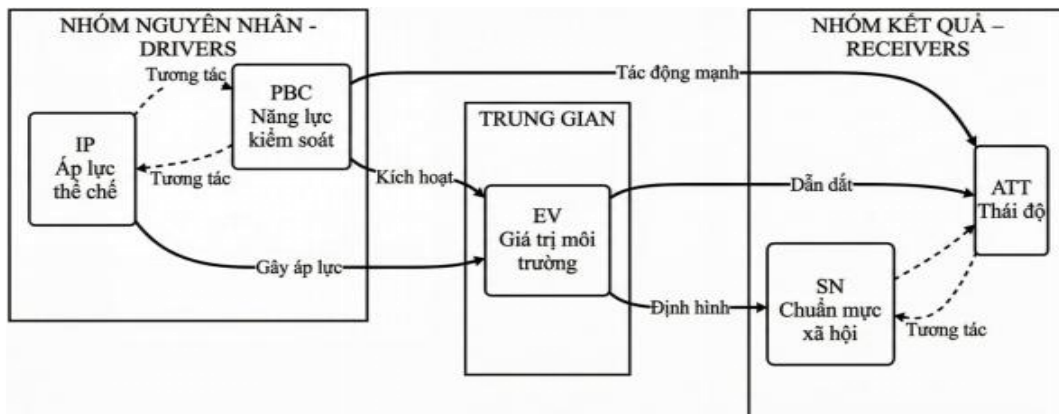 NHÓM NGUYÊN NHÂN -
DRIVERS
Tương tác
PBC
Năng lực
kiểm soát
IP
Áp lực
thể chế
Tương tác
Gây áp lực
Kích hoạt
Tác động mạnh
TRUNG GIAN
EV
Giá trị môi
trường
Dẫn dắt
Định hình
NHÓM KẾT QUẢ –
RECEIVERS
ATT
Thái độ
SN
Chuẩn mực
xã hội
Tương tác